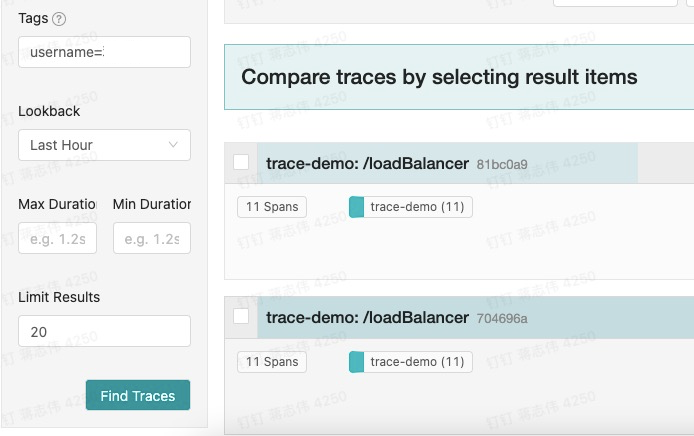 Tags
username=
Lookback
Last Hour
Max Duration
Min Duration
e.g. 1.2s
e.g. 1.2s
Limit Results
20
Find Traces
Compare traces by selecting result items
trace-demo: /loadBalancer 81bc0a9
11 Spans
trace-demo (11)
trace-demo: /loadBalancer 704696a
11 Spans
trace-demo (11)
钉钉 蒋志伟 4250